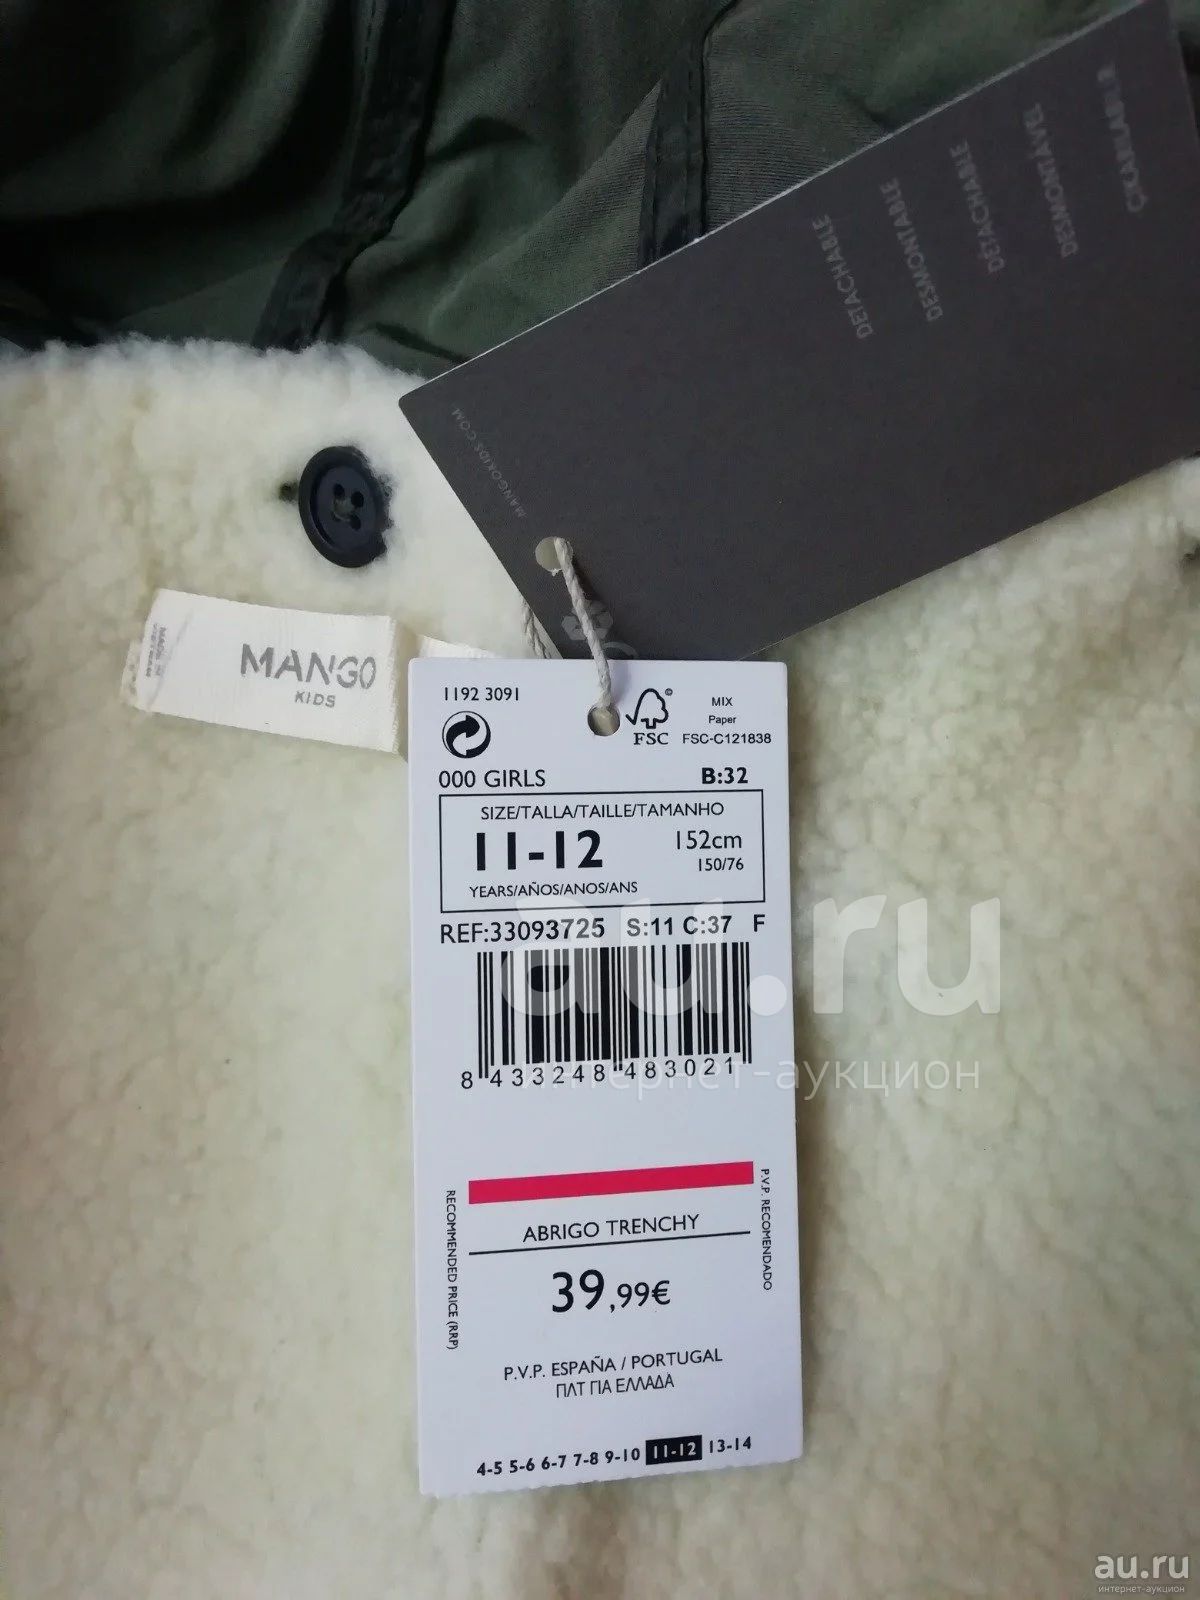 DETACHABLE
DESMONTABLE
DÉTACHABLE
DESMONTÁVEL
MANGOKIDS.COM
MANGO
KIDS
1192 3091
FSC
MIX
Paper
FSC-C121838
000 GIRLS B:32
SIZE/TALLA/TAILLE/TAMANHO
11-12 152cm
150/76
YEARS/AÑOS/ANOS/ANS
REF:33093725 S:11 C:37 F
8 433248 483021
au.ru
интернет-аукцион
RECOMMENDED PRICE (RRP)
P.V.P. RECOMENDADO
ABRIGO TRENCHY
39,99€
P.V.P. ESPAÑA / PORTUGAL
ΠΛΤ ΓΙΑ ΕΛΛΑΔΑ
4-5 5-6 6-7 7-8 9-10 11-12 13-14
au.ru
интернет-аукцион